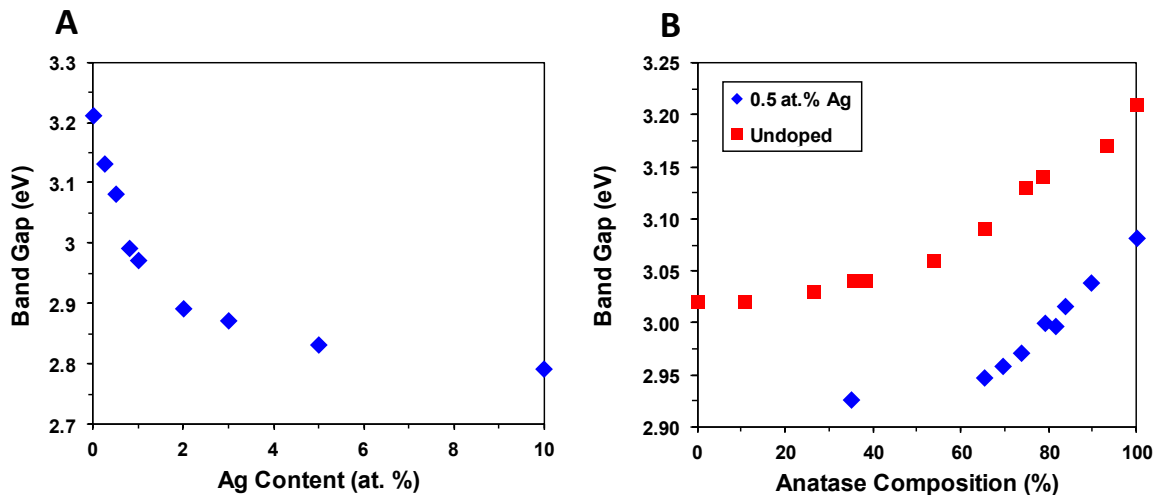 A
3.3
3.2
3.1
3
2.9
2.8
2.7
0 2 4 6 8 10
Band Gap (eV)
Ag Content (at. %)
B
3.25
3.20
3.15
3.10
3.05
3.00
2.95
2.90
0 20 40 60 80 100
Band Gap (eV)
Anatase Composition (%)
0.5 at.% Ag
Undoped